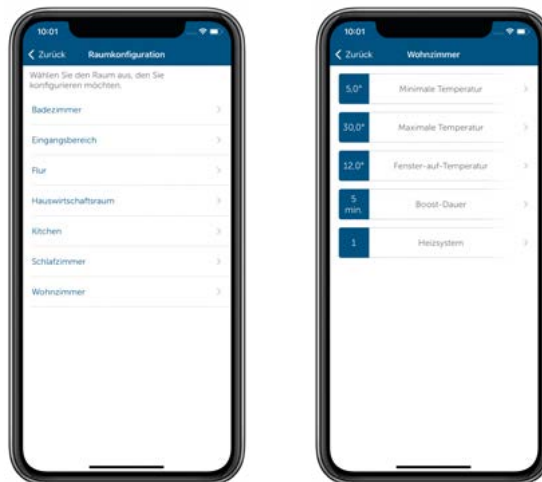 10:01
Zurück Raumkonfiguration
Wählen Sie den Raum aus, den Sie
konfigurieren möchten.
Badezimmer
Eingangsbereich
Flur
Hauswirtschaftsraum
Kitchen
Schlafzimmer
Wohnzimmer
10:01
Zurück Wohnzimmer
5,0° Minimale Temperatur
30,0° Maximale Temperatur
12,0° Fenster-auf-Temperatur
5
min. Boost-Dauer
1 Heizsystem